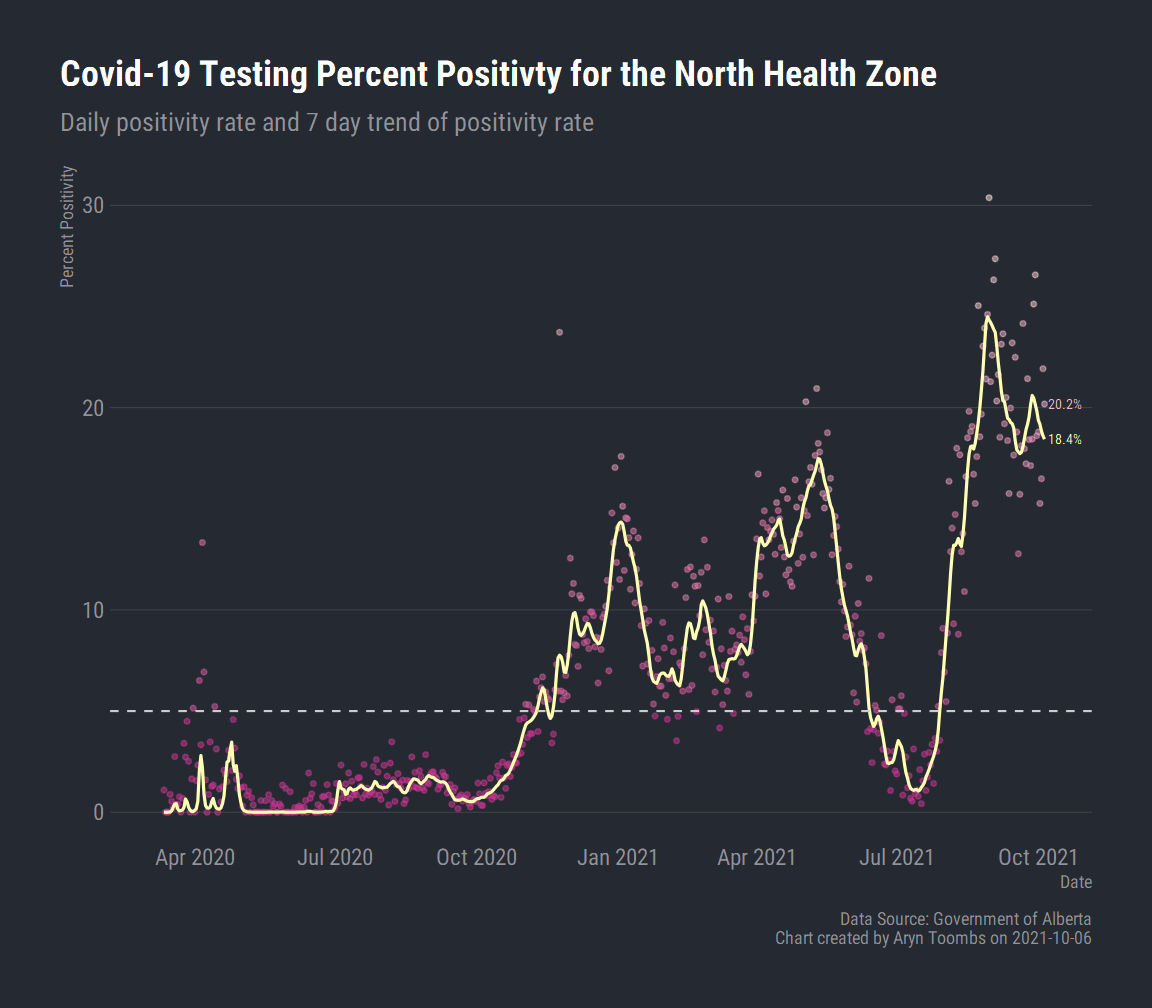 Covid-19 Testing Percent Positivty for the North Health Zone
Daily positivity rate and 7 day trend of positivity rate
Percent Positivity
30
20
10
0
20.2%
18.4%
Apr 2020
Jul 2020
Oct 2020
Jan 2021
Apr 2021
Jul 2021
Oct 2021
Date
Data Source: Government of Alberta
Chart created by Aryn Toombs on 2021-10-06